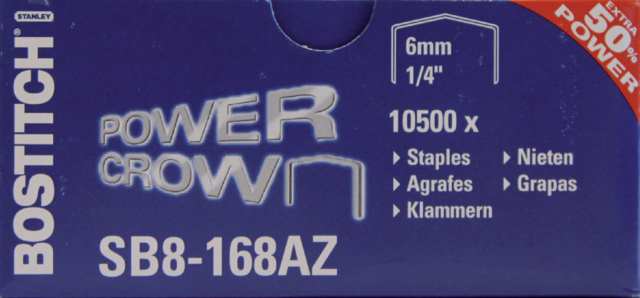 STANLEY
BOSTITCH®
POWER
CROWN
SB8-168AZ
6mm
1/4"
10500 x
Staples
Agrafes
Klammern
Nieten
Grapas
EXTRA
50%
POWER